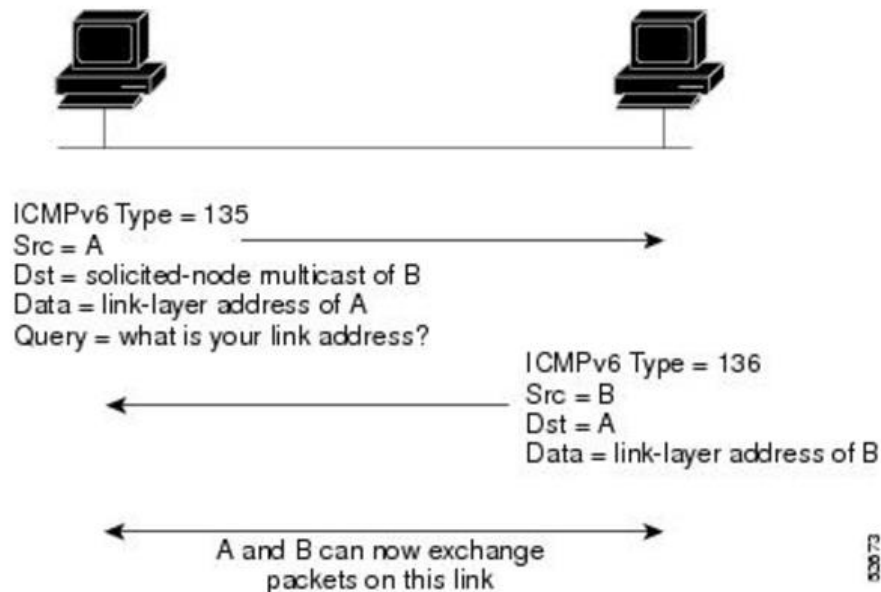 ICMPv6 Type = 135
Src = A
Dst = solicited-node multicast of B
Data = link-layer address of A
Query = what is your link address?
ICMPv6 Type = 136
Src = B
Dst = A
Data = link-layer address of B
A and B can now exchange
packets on this link
52673